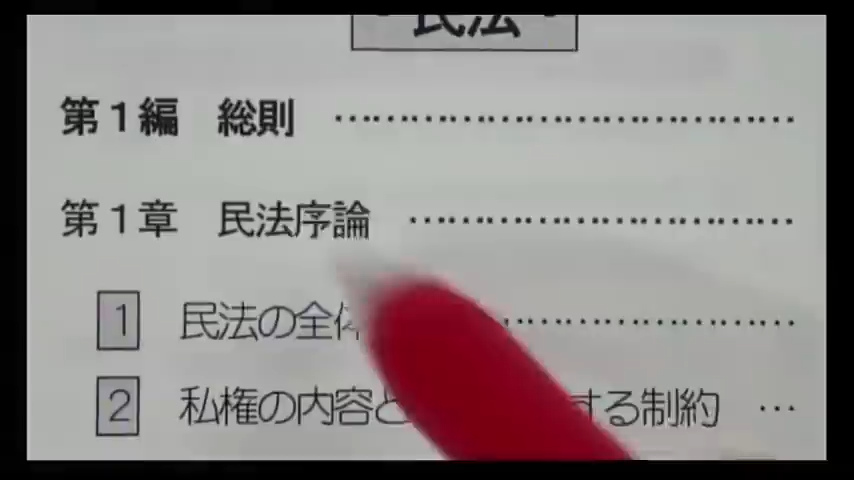 民法
第1編 総則
第1章 民法序論
1 民法の全体
2 私権の内容と する制約 …